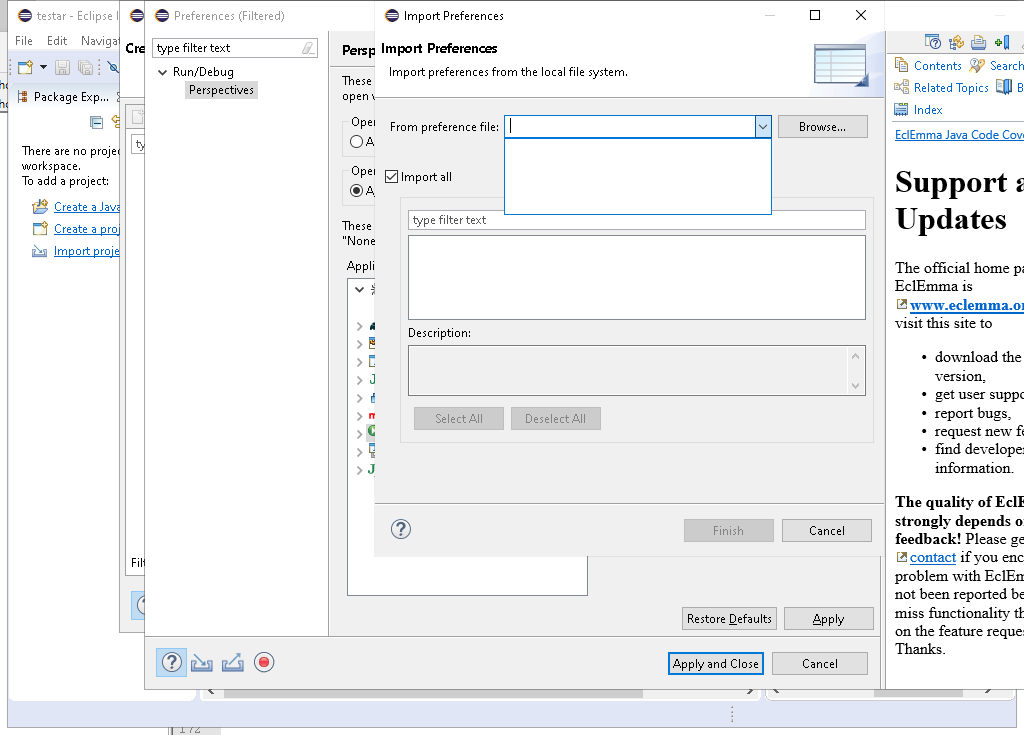 testar - Eclipse I
File Edit Navigat
Package Exp...
There are no projec
workspace.
To add a project:
Create a Java
Create a proj
Import proje
Cre
ty
Filt
Preferences (Filtered)
type filter text
Run/Debug
Perspectives
Persp
These
open v
Oper
A
Oper
A
These
"None
Appli
Restore Defaults
Apply
Apply and Close
Cancel
Import Preferences
Import Preferences
Import preferences from the local file system.
From preference file:
Browse...
Import all
type filter text
Description:
Select All
Deselect All
Finish
Cancel
Contents
Search
Related Topics
B
Index
EclEmma Java Code Cove
Support a
Updates
The official home pa
EclEmma is
www.eclemma.or
visit this site to
• download the
version,
• get user suppo
• report bugs,
• request new fe
• find developer
information.
The quality of EclE
strongly depends o
feedback! Please ge
contact if you enc
problem with EclEm
not been reported be
miss functionality th
on the feature reques
Thanks.
172